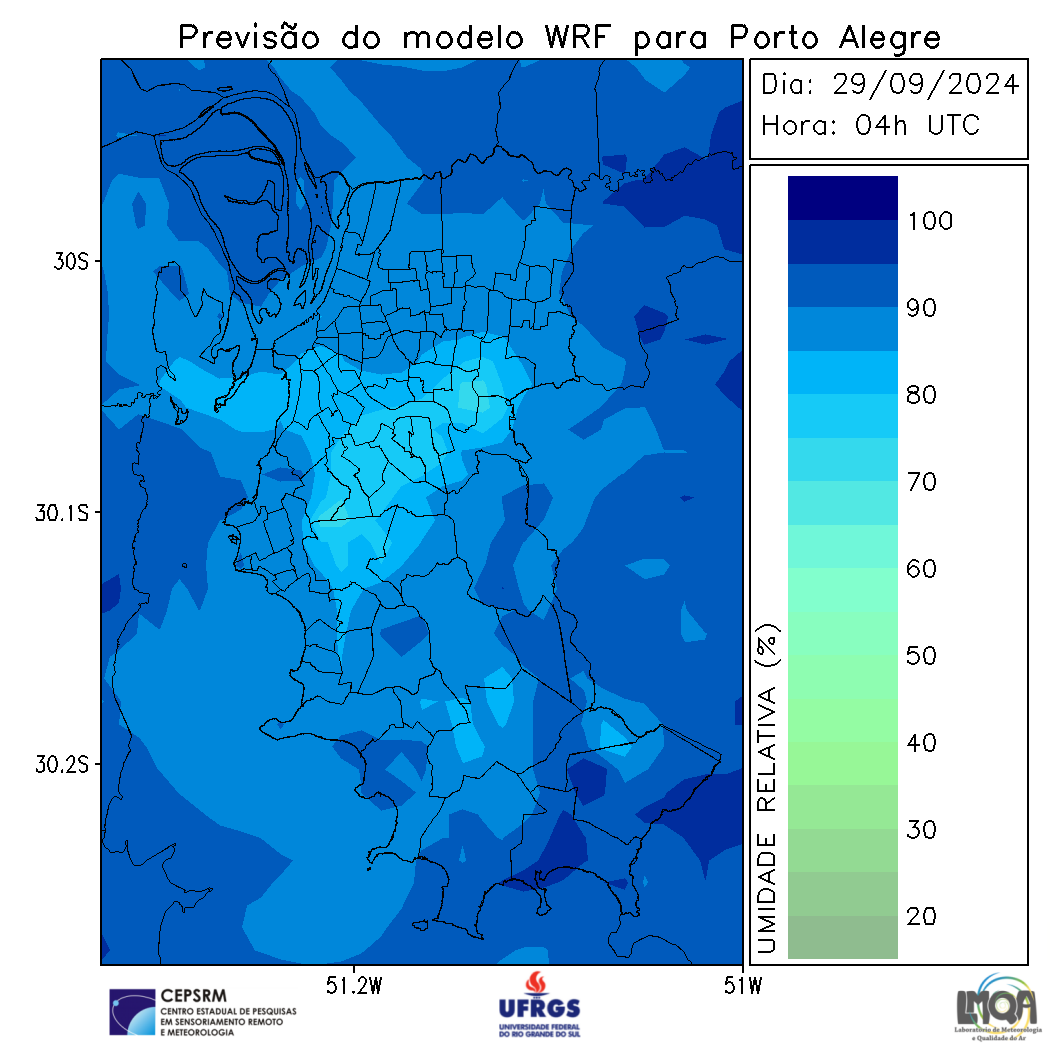 Previsão do modelo WRF para Porto Alegre
Dia: 29/09/2024
Hora: 04h UTC
30S
30.1S
30.2S
51.2W
51W
UMIDADE RELATIVA (%)
100
90
80
70
60
50
40
30
20
CEPSRM
CENTRO ESTADUAL DE PESQUISAS
EM SENSORIAMENTO REMOTO
E METEOROLOGIA
UFRGS
UNIVERSIDADE FEDERAL
DO RIO GRANDE DO SUL
LMQA
Laboratório de Meteorologia
e Qualidade do Ar